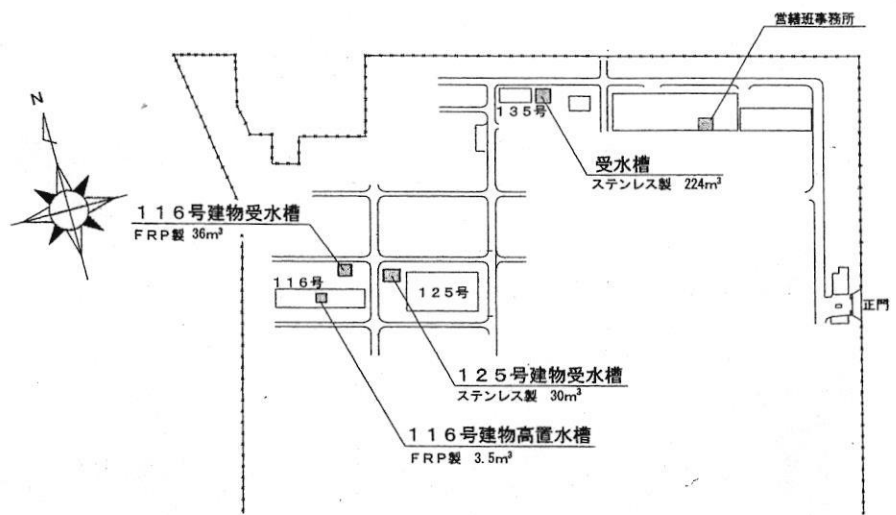 営繕班事務所
N
135号
受水槽
ステンレス製 224m³
116号建物受水槽
FRP製 36m³
116号
125号
正門
125号建物受水槽
ステンレス製 30m³
116号建物高置水槽
FRP製 3.5m³